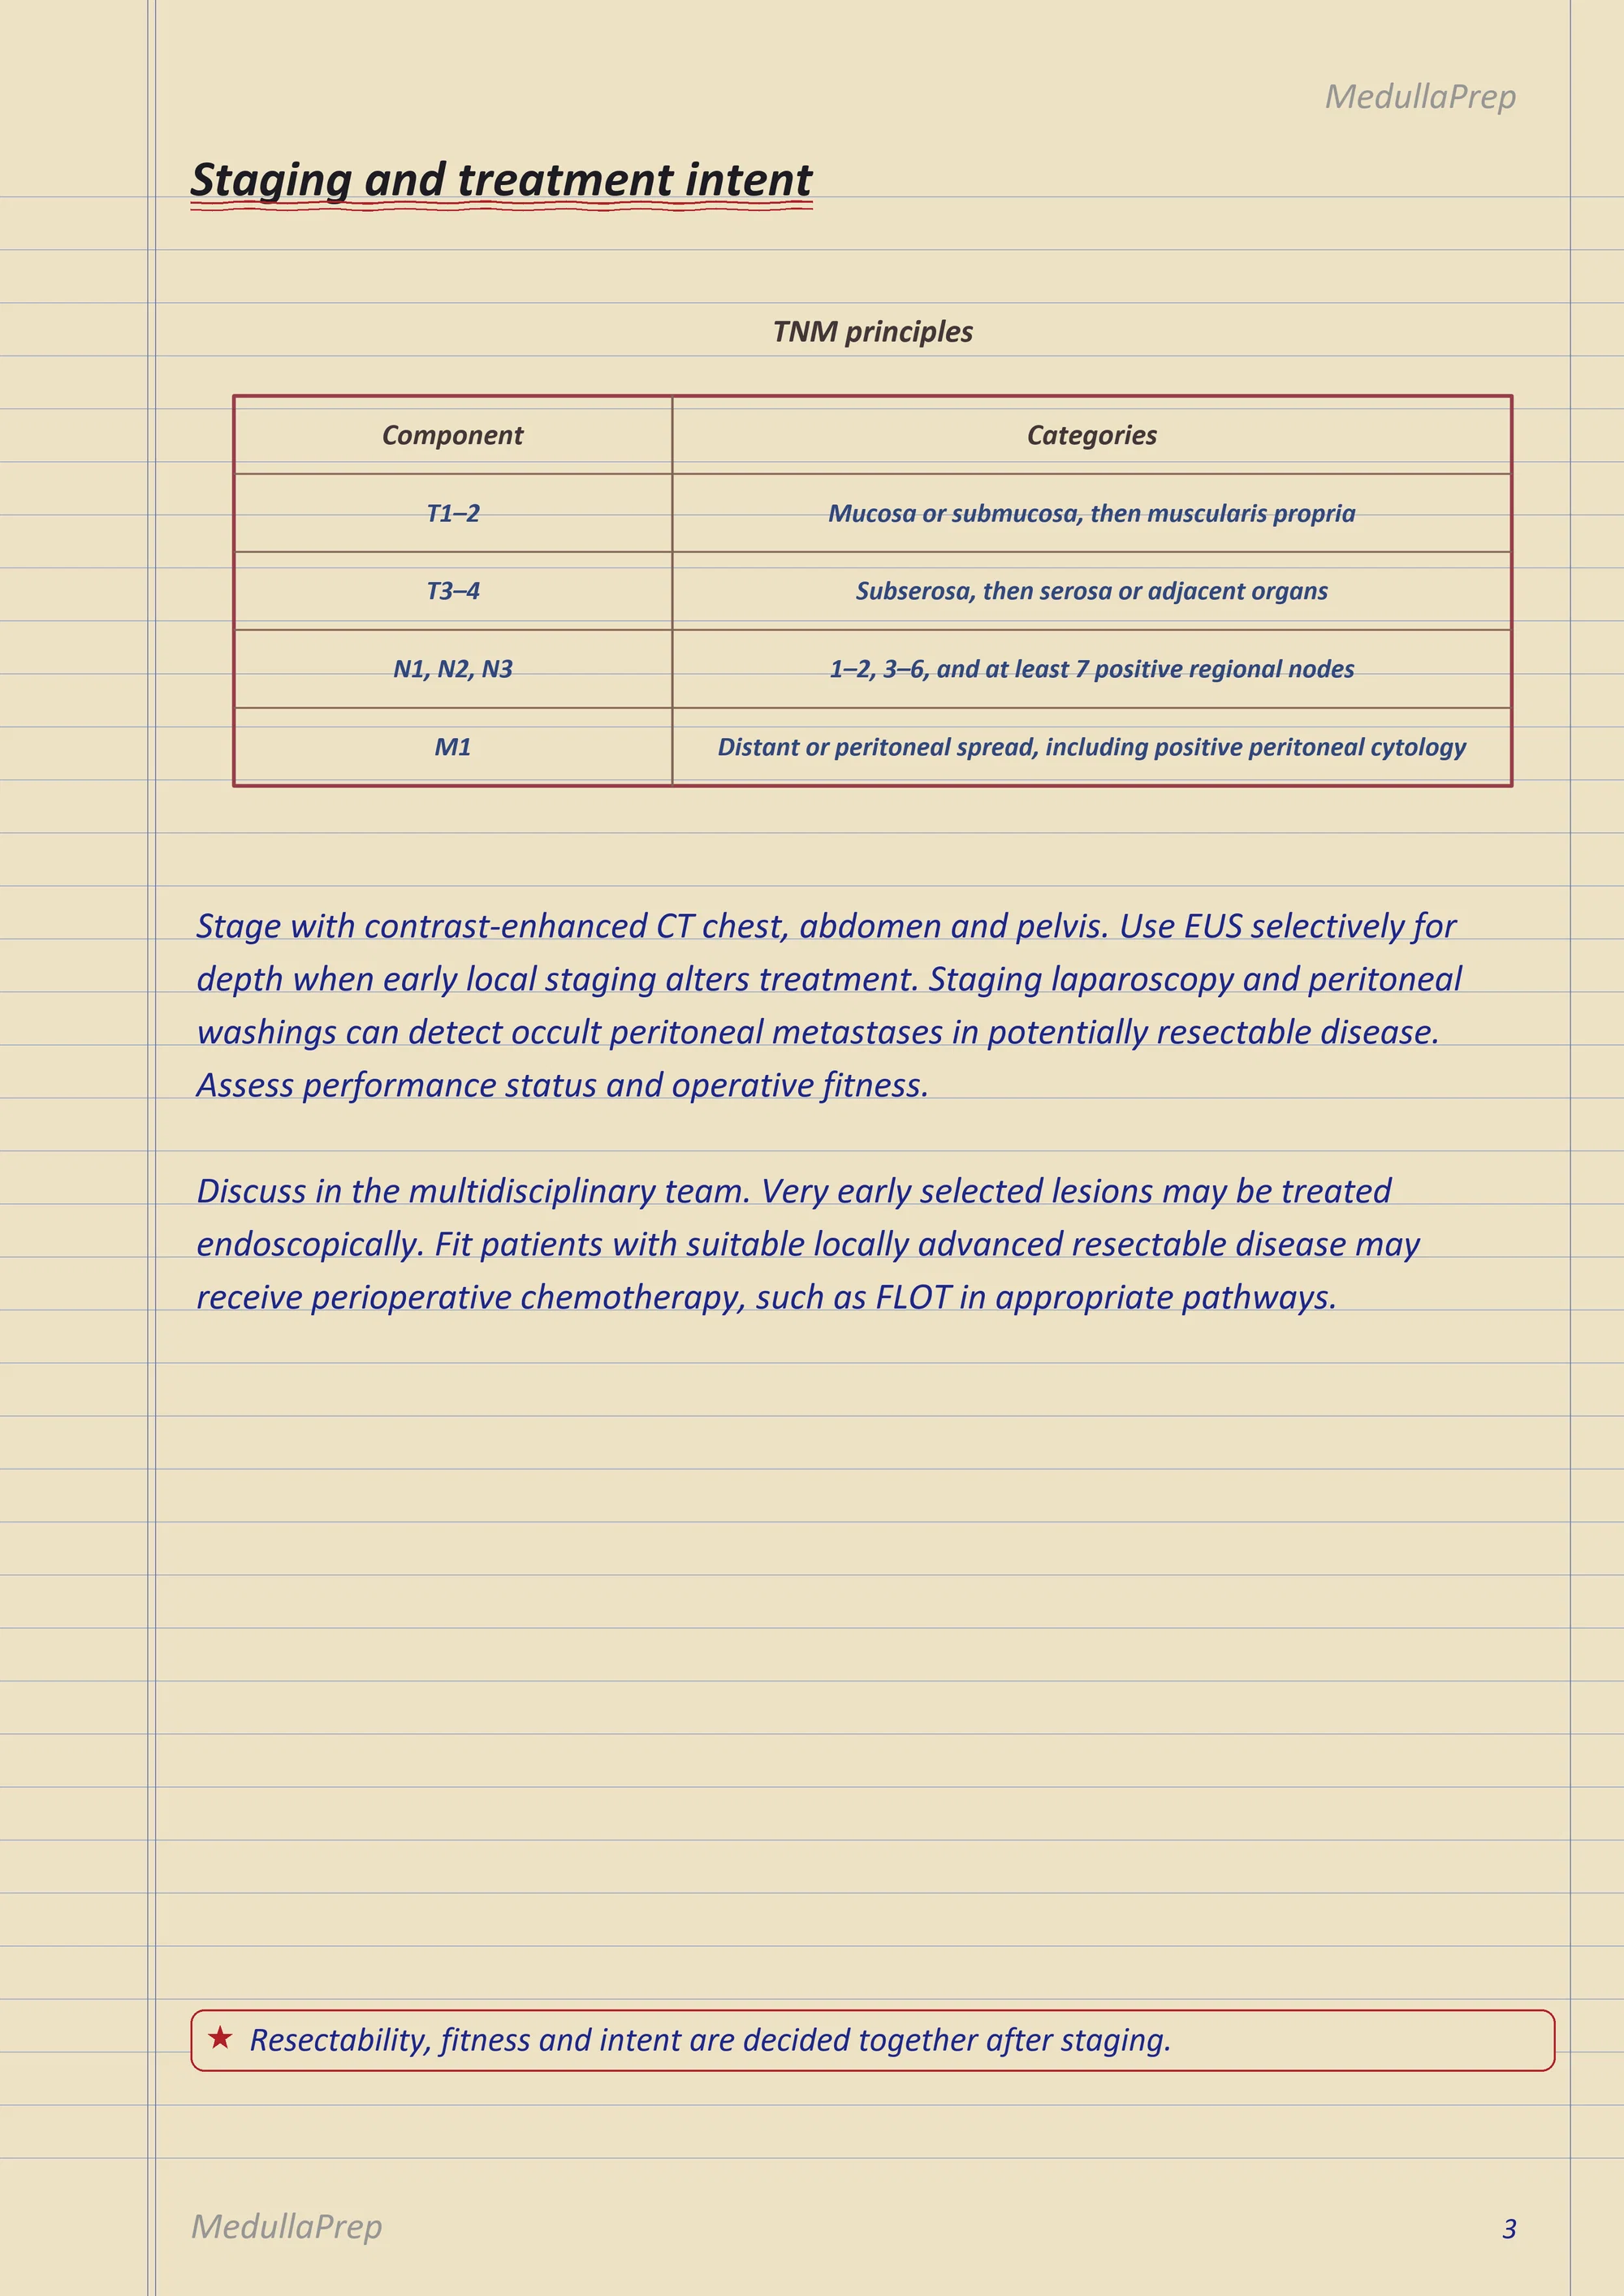 MedullaPrep
Staging and treatment intent
TNM principles
Component Categories
T1–2 Mucosa or submucosa, then muscularis propria
T3–4 Subserosa, then serosa or adjacent organs
N1, N2, N3 1–2, 3–6, and at least 7 positive regional nodes
M1 Distant or peritoneal spread, including positive peritoneal cytology
Stage with contrast-enhanced CT chest, abdomen and pelvis. Use EUS selectively for
depth when early local staging alters treatment. Staging laparoscopy and peritoneal
washings can detect occult peritoneal metastases in potentially resectable disease.
Assess performance status and operative fitness.
Discuss in the multidisciplinary team. Very early selected lesions may be treated
endoscopically. Fit patients with suitable locally advanced resectable disease may
receive perioperative chemotherapy, such as FLOT in appropriate pathways.
★ Resectability, fitness and intent are decided together after staging.
MedullaPrep 3